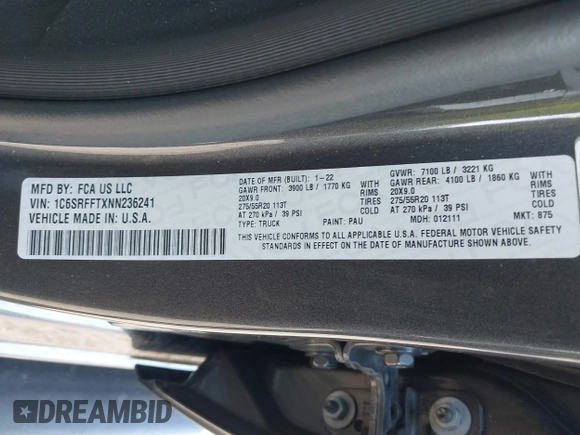 MFD BY: FCA US LLC
VIN: 1C6SRFFTXNN236241
VEHICLE MADE IN U.S.A.
DATE OF MFR (BUILT): 1-22
GAWR FRONT: 3900 LB / 1770 KG
20X9.0 RIMS
275/55R20 113T TIRES
AT 270 kPa / 39 PSI COLD
TYPE: TRUCK PAINT: PAU
GVWR: 7100 LB / 3221 KG
GAWR REAR: 4100 LB / 1860 KG
20X9.0 RIMS
275/55R20 113T TIRES
AT 270 kPa / 39 PSI COLD
MDH: 012111 MKT: 875
THIS VEHICLE CONFORMS TO ALL APPLICABLE U.S.A. FEDERAL MOTOR VEHICLE SAFETY
STANDARDS IN EFFECT ON THE DATE OF MANUFACTURE SHOWN ABOVE.
DREAMBID